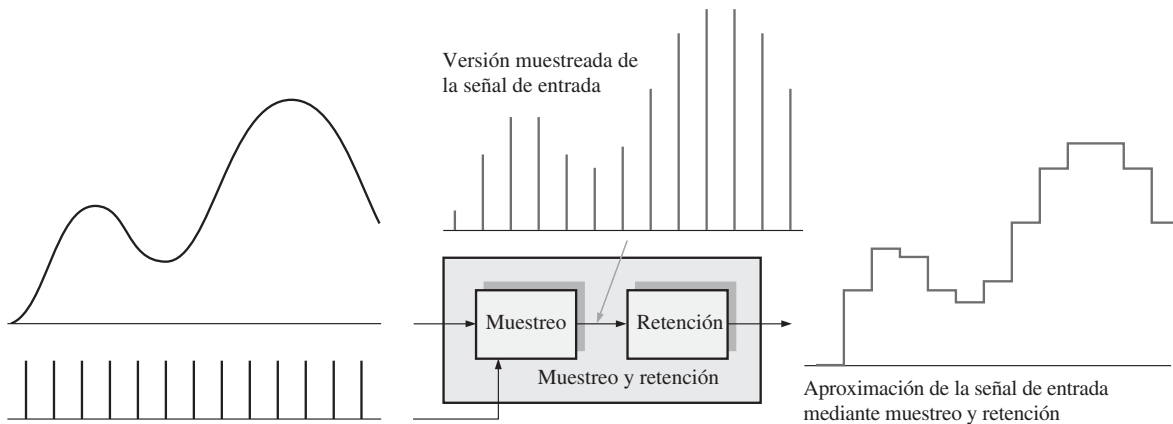 Versión muestreada de
la señal de entrada
Muestreo
Retención
Muestreo y retención
Aproximación de la señal de entrada
mediante muestreo y retención